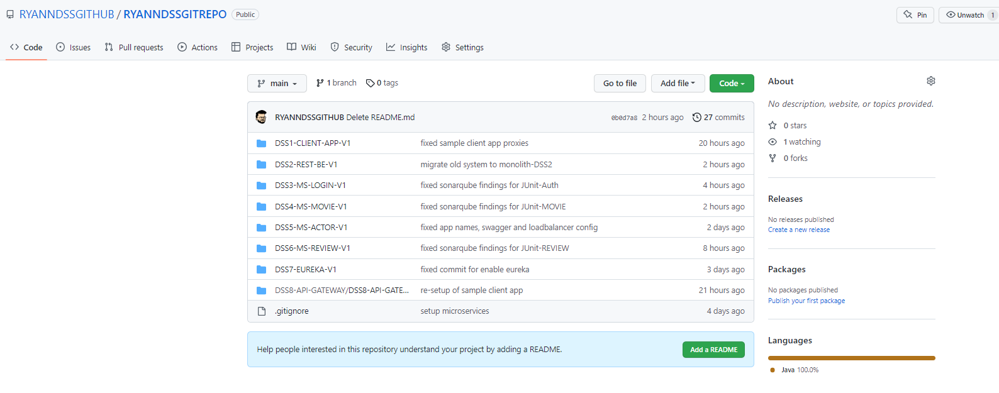 RYANNDSSGITHUB / RYANNDSSGITREPO Public Pin Unwatch 1
Code Issues Pull requests Actions Projects Wiki Security Insights Settings
main 1 branch 0 tags Go to file Add file Code
RYANNDSSGITHUB Delete README.md 0b0d7a8 2 hours ago 27 commits
DSS1-CLIENT-APP-V1 fixed sample client app proxies 20 hours ago
DSS2-REST-BE-V1 migrate old system to monolith-DSS2 2 hours ago
DSS3-MS-LOGIN-V1 fixed sonarqube findings for JUnit-Auth 4 hours ago
DSS4-MS-MOVIE-V1 fixed sonarqube findings for JUnit-MOVIE 2 hours ago
DSS5-MS-ACTOR-V1 fixed app names, swagger and loadbalancer config 2 days ago
DSS6-MS-REVIEW-V1 fixed sonarqube findings for JUnit-REVIEW 8 hours ago
DSS7-EUREKA-V1 fixed commit for enable eureka 3 days ago
DSS8-API-GATEWAY/DSS8-API-GATE... re-setup of sample client app 21 hours ago
.gitignore setup microservices 4 days ago
Help people interested in this repository understand your project by adding a README. Add a README
About
No description, website, or topics provided.
0 stars
1 watching
0 forks
Releases
No releases published
Create a new release
Packages
No packages published
Publish your first package
Languages
Java 100.0%